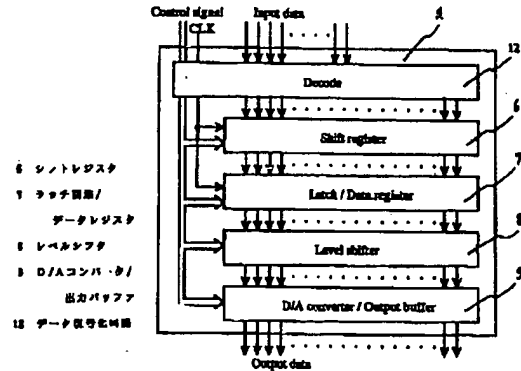 Control signal
CLK
Input data
4
12
Decode
6
Shift register
7
Latch / Data register
8
Level shifter
9
D/A converter / Output buffer
Output data
6 シフトレジスタ
7 ラッチ回路/
データレジスタ
8 レベルシフタ
9 D/Aコンバータ/
出力バッファ
12 データ復号化回路